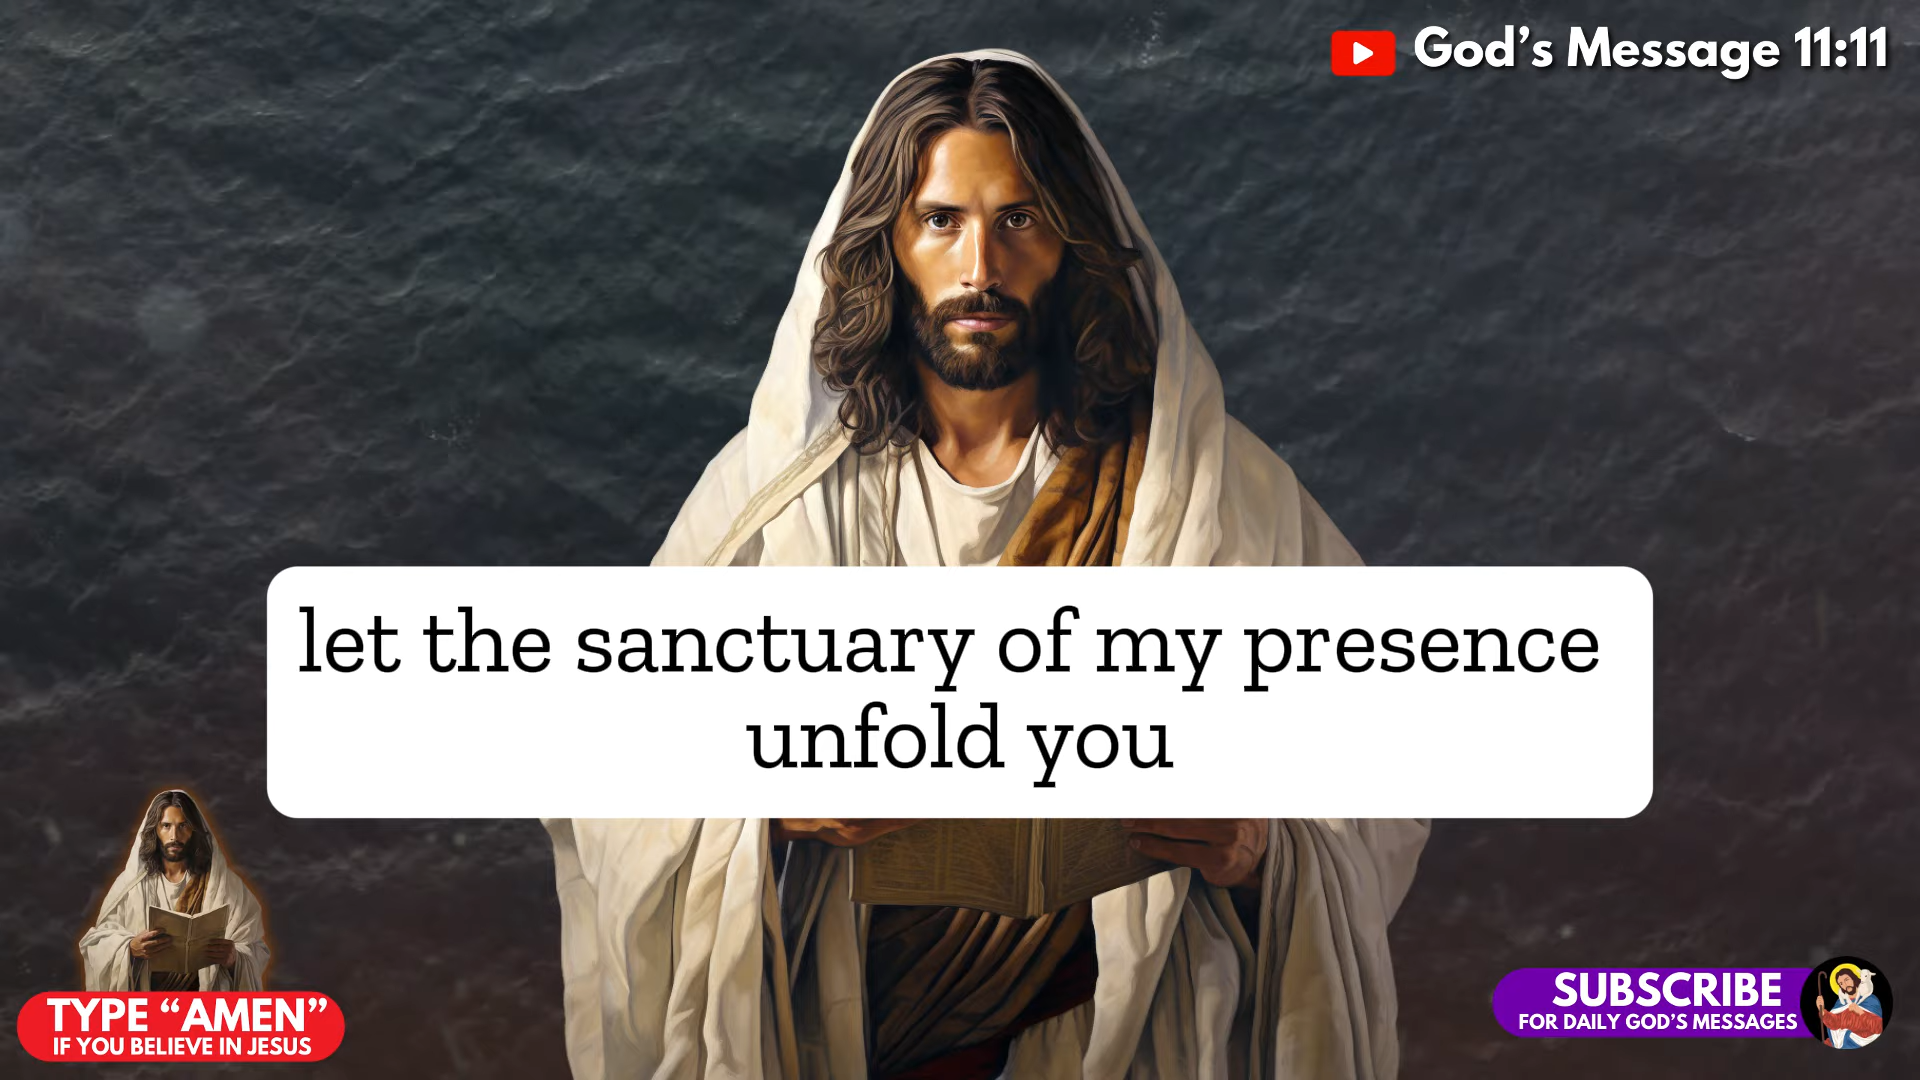 God’s Message 11:11
let the sanctuary of my presence
unfold you
TYPE “AMEN”
IF YOU BELIEVE IN JESUS
SUBSCRIBE
FOR DAILY GOD’S MESSAGES